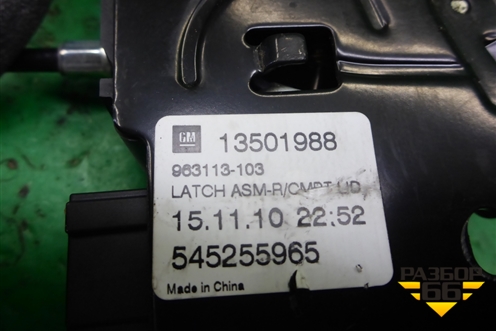 GM
13501988
963113-103
LATCH ASM-R/CMPT LID
15.11.10 22:52
545255965
Made in China
РАЗБОР
66